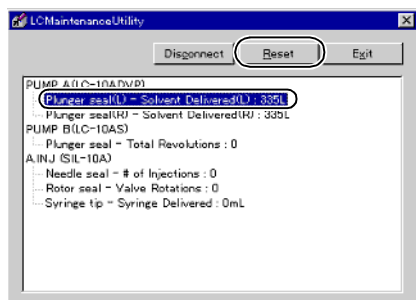 LCMaintenanceUtility
Disconnect Reset Exit
PUMP A(LC-10ADVP)
Plunger seal(L) - Solvent Delivered(L) : 335L
Plunger seal(R) - Solvent Delivered(R) : 335L
PUMP B(LC-10AS)
Plunger seal - Total Revolutions : 0
A.INJ (SIL-10A)
Needle seal - # of Injections : 0
Rotor seal - Valve Rotations : 0
Syringe tip - Syringe Delivered : 0mL